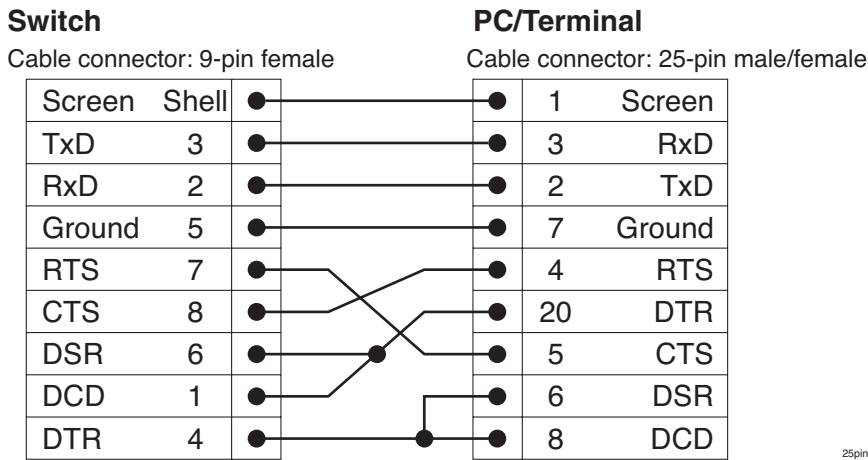 Switch PC/Terminal
Cable connector: 9-pin female Cable connector: 25-pin male/female
Screen Shell 1 Screen
TxD 3 3 RxD
RxD 2 2 TxD
Ground 5 7 Ground
RTS 7 4 RTS
CTS 8 20 DTR
DSR 6 5 CTS
DCD 1 6 DSR
DTR 4 8 DCD
25pin